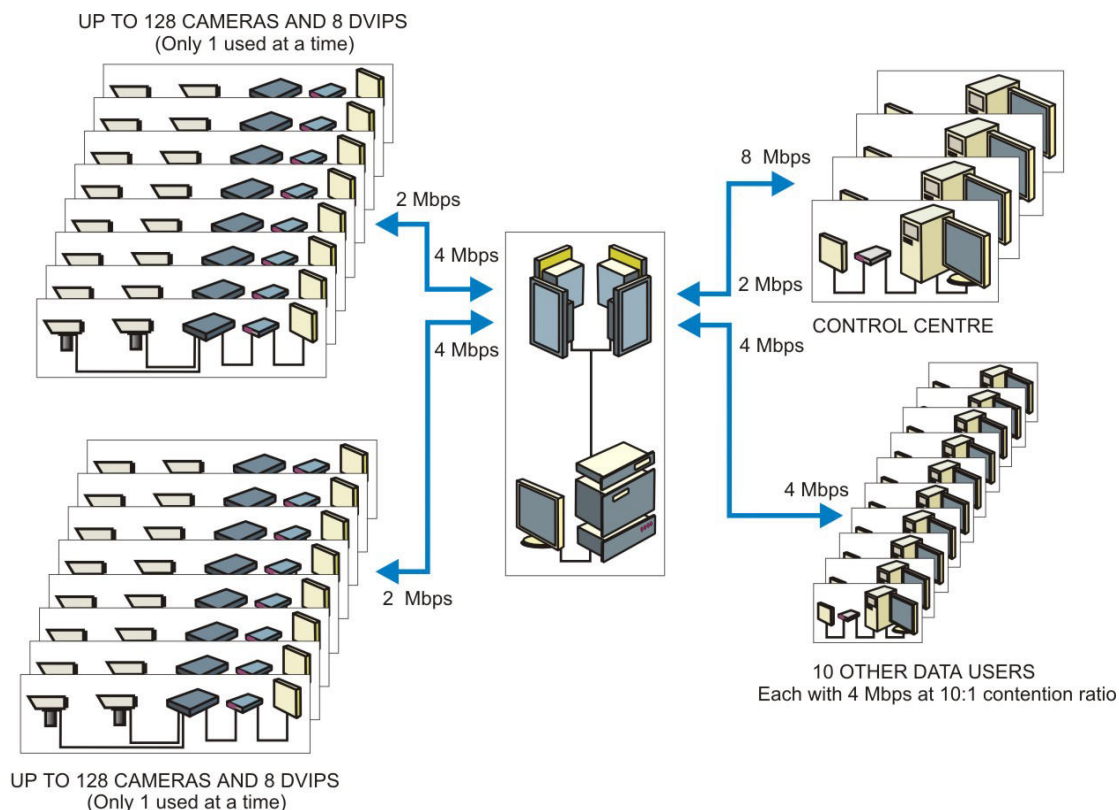 UP TO 128 CAMERAS AND 8 DVIPS
(Only 1 used at a time)
2 Mbps
4 Mbps
4 Mbps
2 Mbps
8 Mbps
2 Mbps
CONTROL CENTRE
4 Mbps
4 Mbps
10 OTHER DATA USERS
Each with 4 Mbps at 10:1 contention ratio
UP TO 128 CAMERAS AND 8 DVIPS
(Only 1 used at a time)